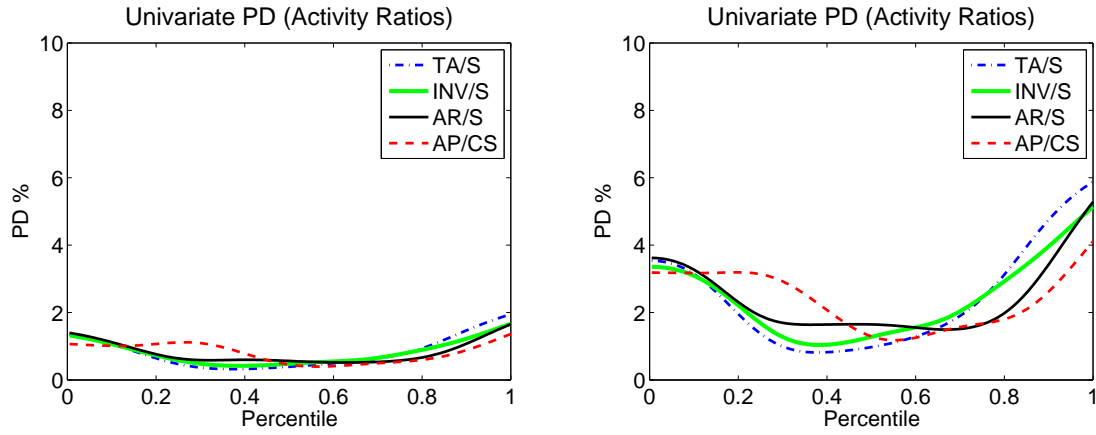 Univariate PD (Activity Ratios)
10
8
6
4
2
0
PD %
0
0.2
0.4
0.6
0.8
1
Percentile
TA/S
INV/S
AR/S
AP/CS
Univariate PD (Activity Ratios)
10
8
6
4
2
0
PD %
0
0.2
0.4
0.6
0.8
1
Percentile
TA/S
INV/S
AR/S
AP/CS